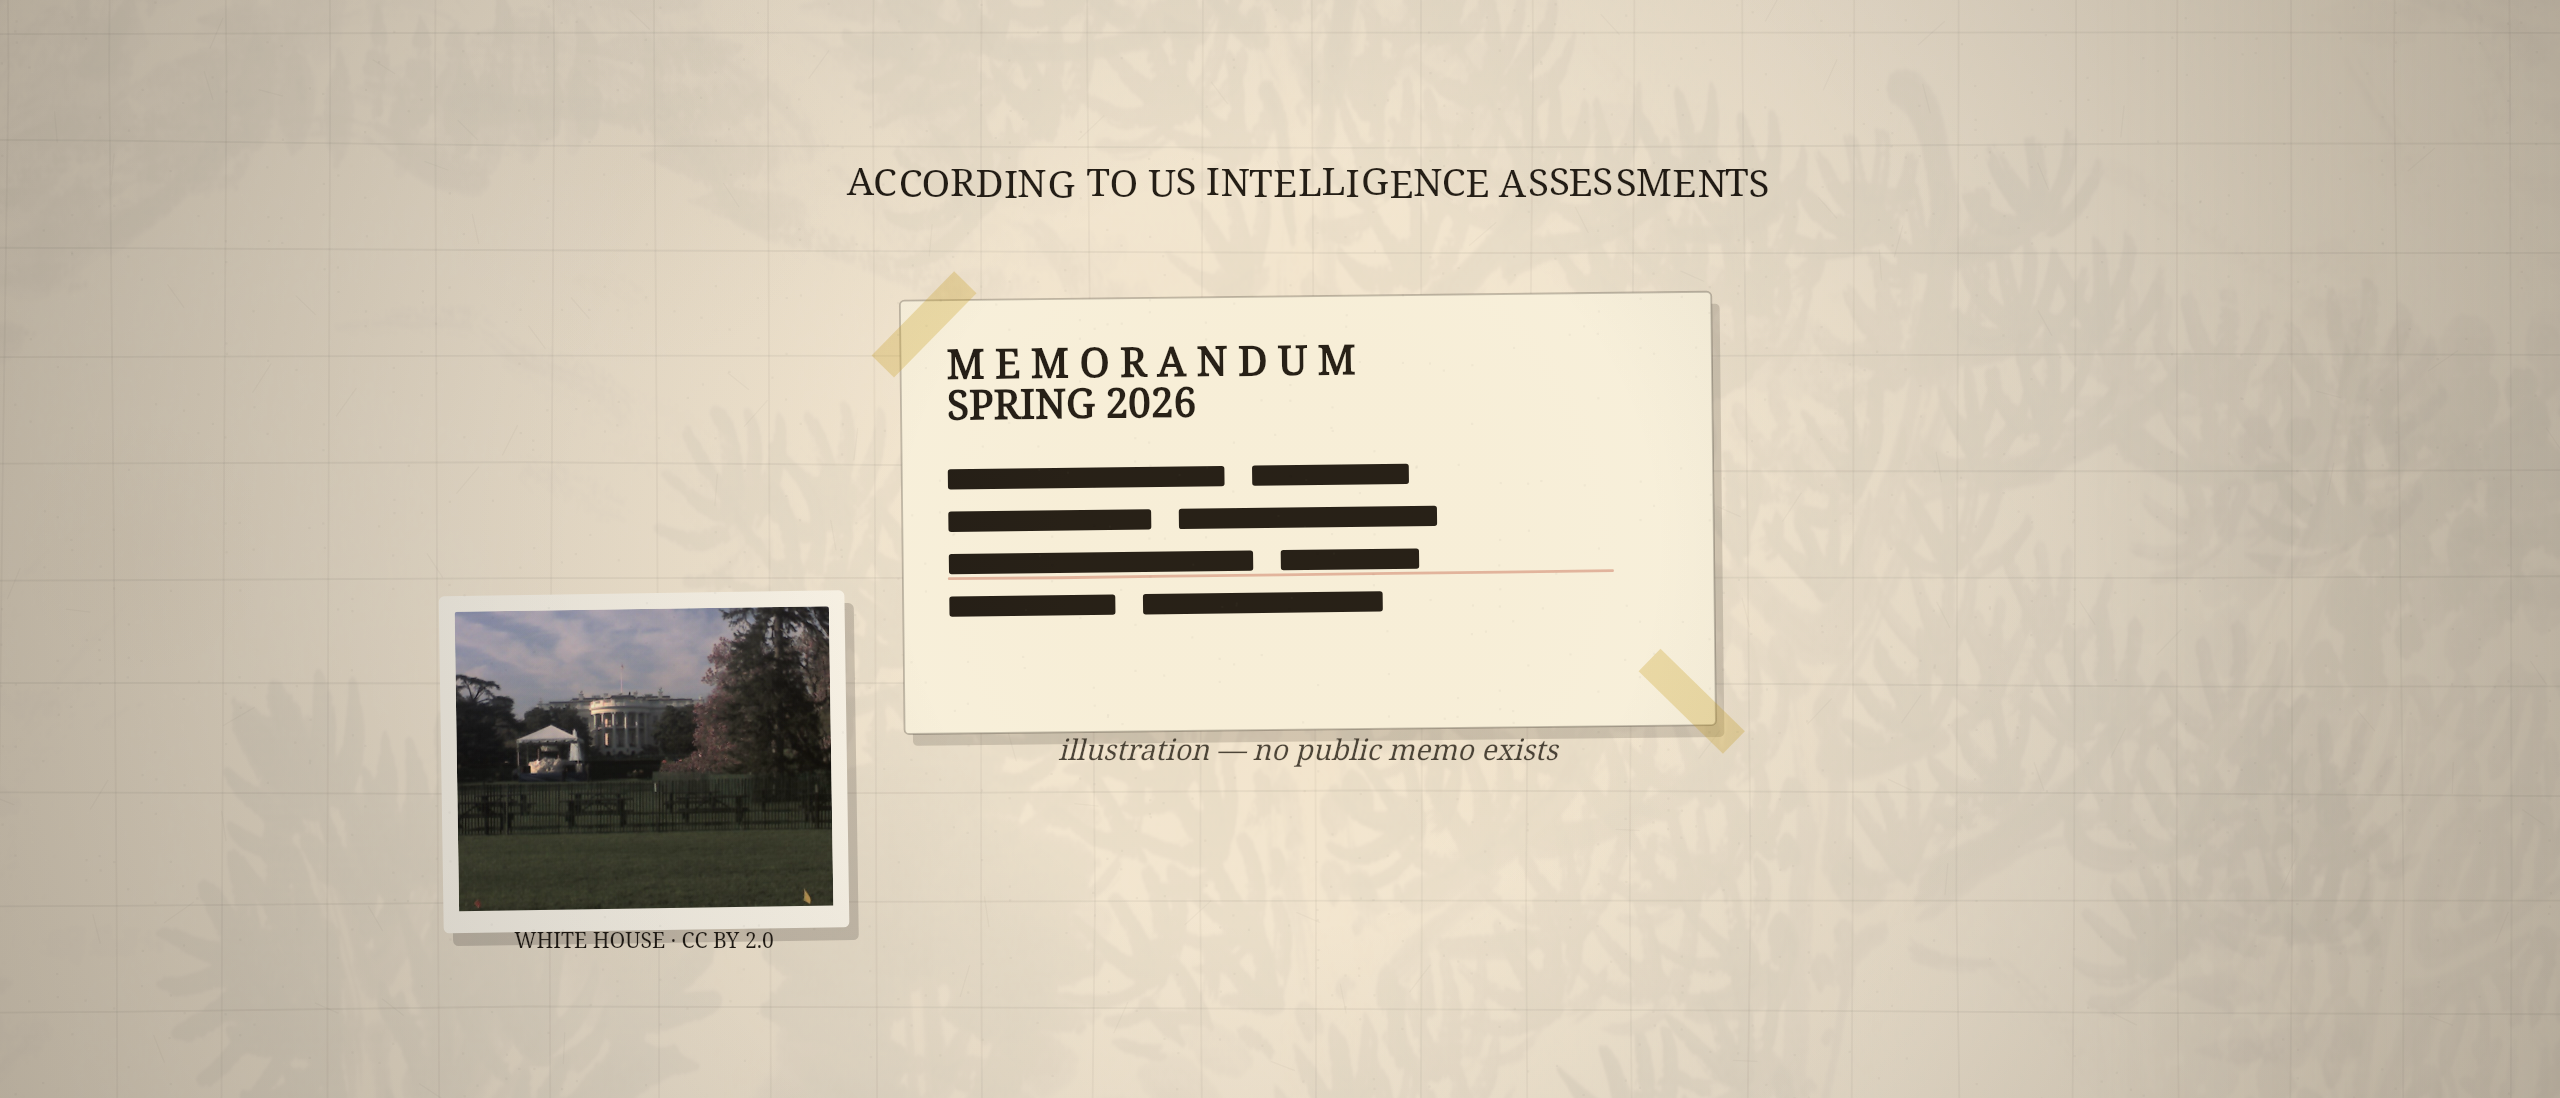 ACCORDING TO US INTELLIGENCE ASSESSMENTS
MEMORANDUM
SPRING 2026
illustration — no public memo exists
WHITE HOUSE · CC BY 2.0